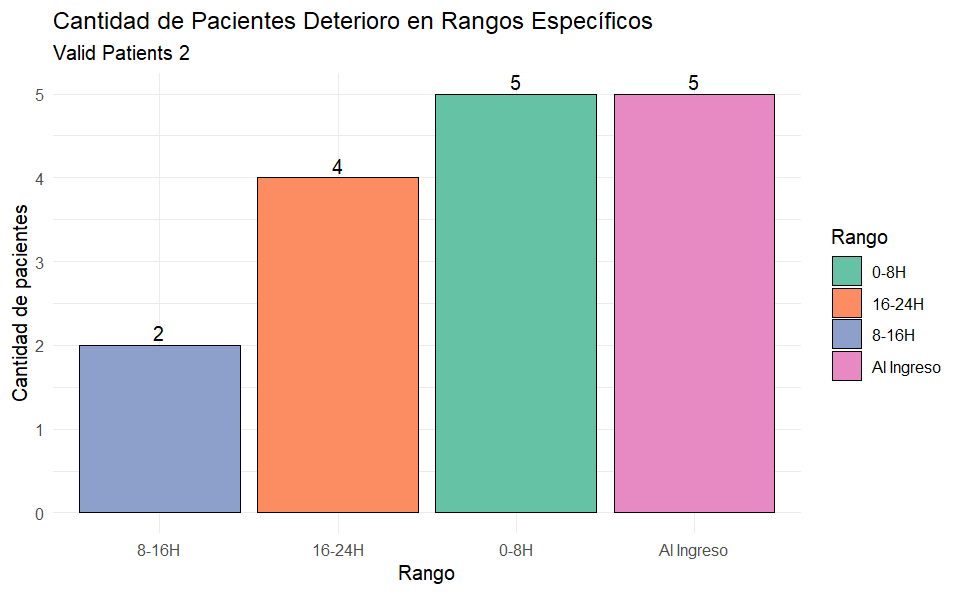 Cantidad de Pacientes Deterioro en Rangos Específicos
Valid Patients 2
Cantidad de pacientes
5
4
3
2
1
0
2
4
5
5
8-16H
16-24H
0-8H
Al Ingreso
Rango
Rango
0-8H
16-24H
8-16H
Al Ingreso